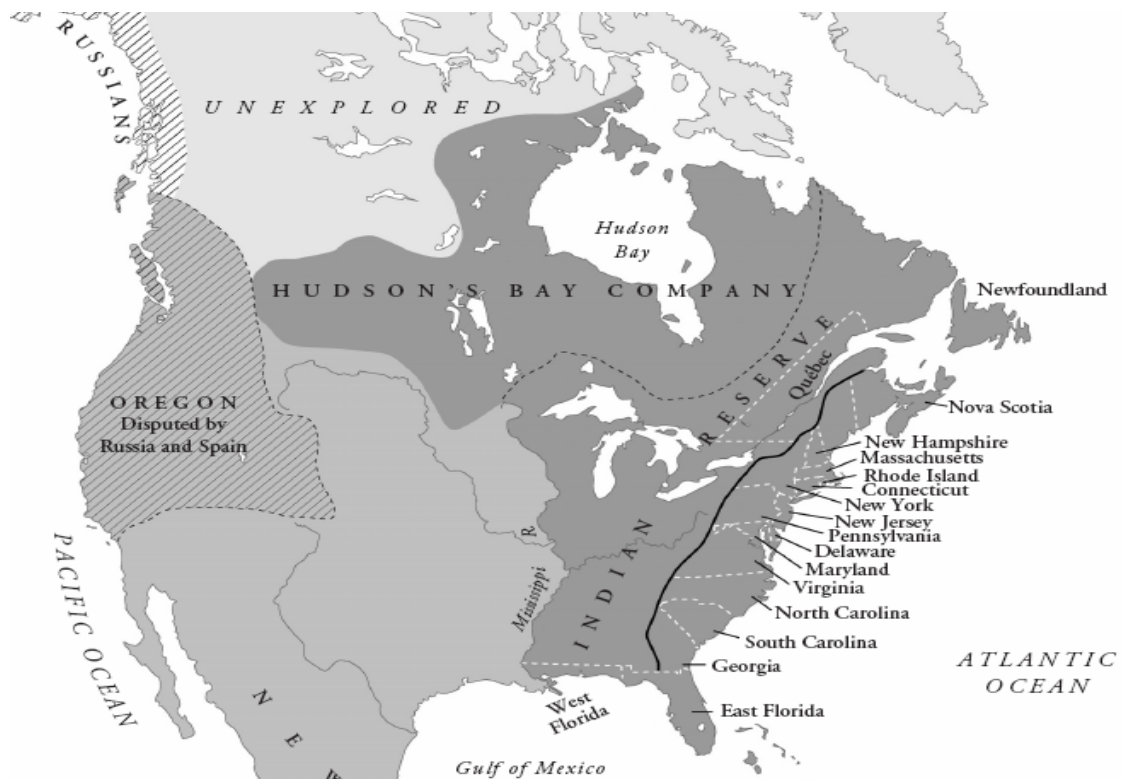 RUSSIANS
UNEXPLORED
Hudson
Bay
HUDSON'S BAY COMPANY
Newfoundland
RESERVE
Québec
OREGON
Disputed by
Russia and Spain
Nova Scotia
New Hampshire
Massachusetts
Rhode Island
Connecticut
New York
New Jersey
Pennsylvania
Delaware
Maryland
Virginia
North Carolina
South Carolina
Georgia
East Florida
West
Florida
INDIAN
Mississippi R
PACIFIC OCEAN
ATLANTIC
OCEAN
NEW
Gulf of Mexico